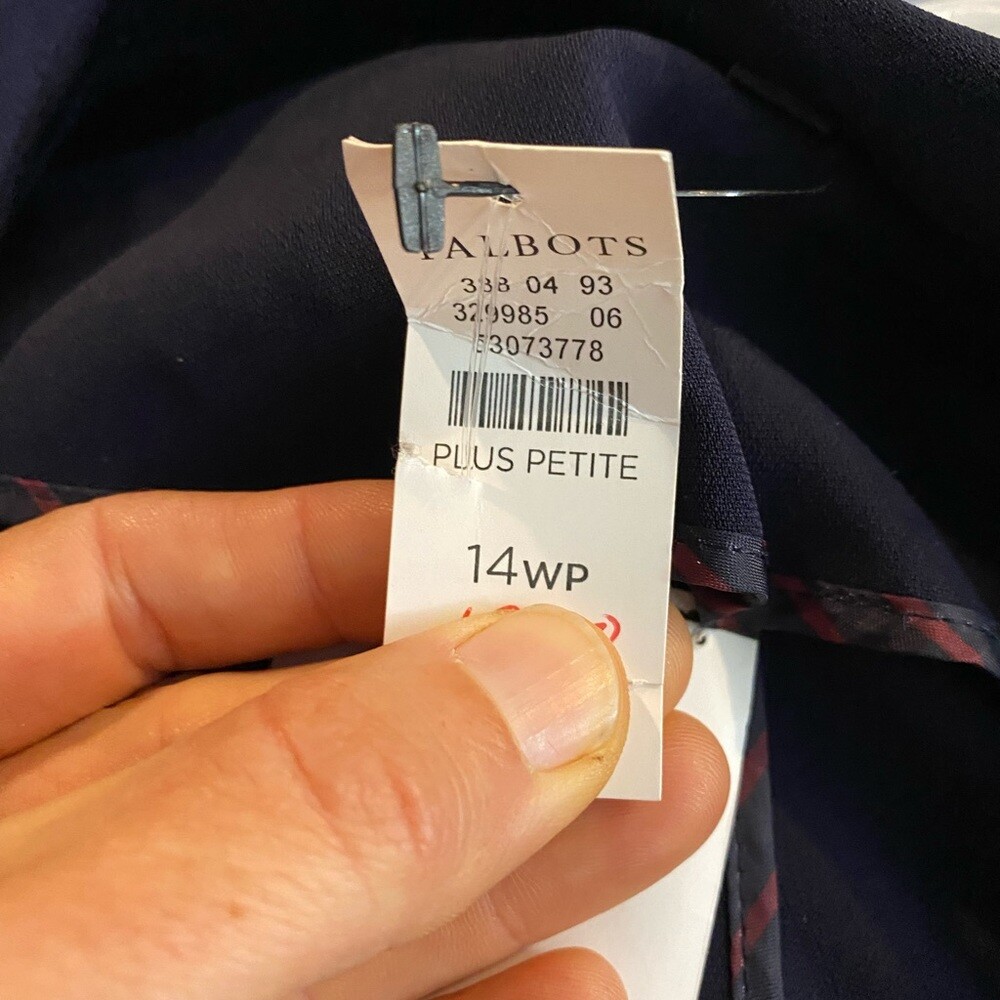 TALBOTS
338 04 93
329985 06
53073778
PLUS PETITE
14WP